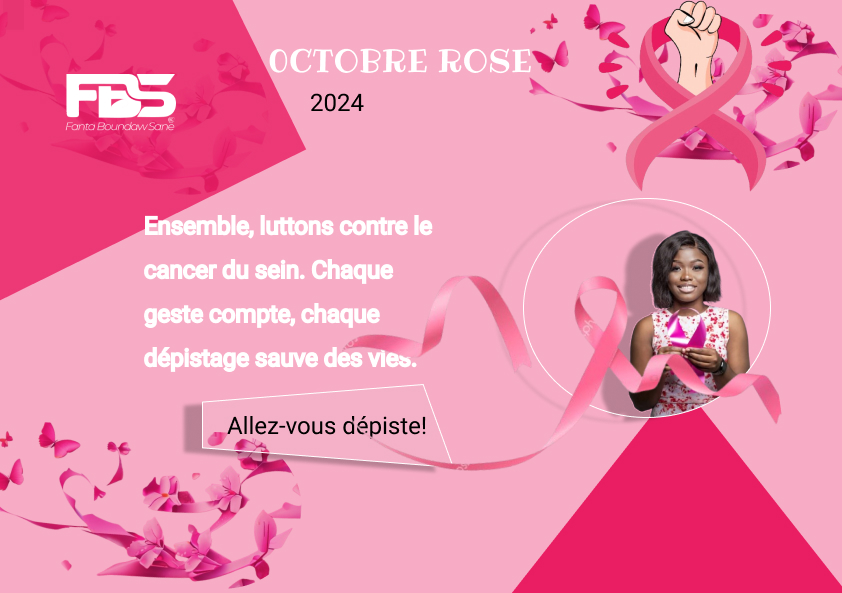 OCTOBRE ROSE
2024
FBS
Fanta Boundaw Sané
®
Ensemble, luttons contre le
cancer du sein. Chaque
geste compte, chaque
dépistage sauve des vies.
Allez-vous dépiste!